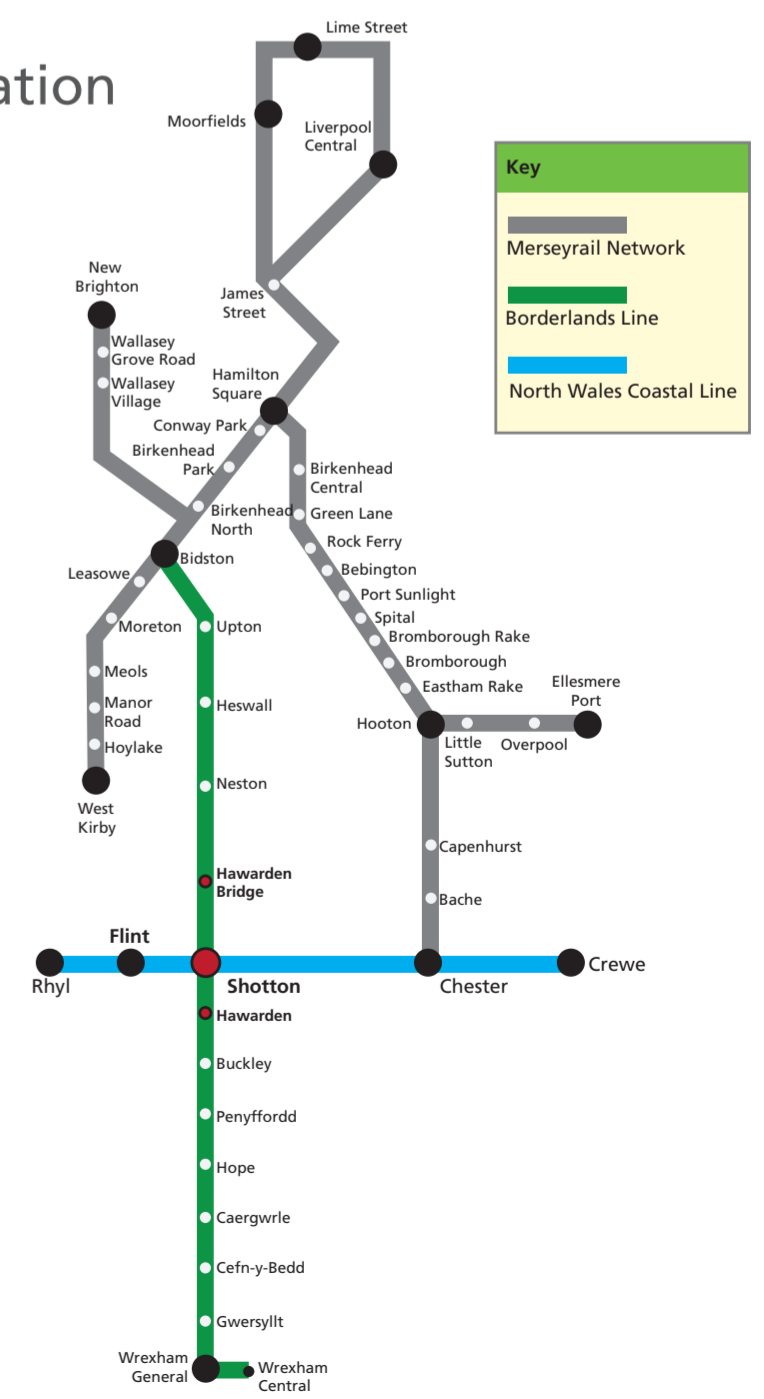 ation
Lime Street
Moorfields
Liverpool
Central
Key
Merseyrail Network
Borderlands Line
North Wales Coastal Line
New
Brighton
James
Street
Wallasey
Grove Road
Wallasey
Village
Hamilton
Square
Conway Park
Birkenhead
Park
Birkenhead
North
Birkenhead
Central
Green Lane
Rock Ferry
Bidston
Bebington
Leasowe
Port Sunlight
Moreton
Upton
Spital
Bromborough Rake
Bromborough
Meols
Eastham Rake
Manor
Road
Heswall
Hoylake
Hooton
Little
Sutton
Overpool
Ellesmere
Port
West
Kirby
Neston
Capenhurst
Hawarden
Bridge
Bache
Flint
Rhyl
Shotton
Chester
Crewe
Hawarden
Buckley
Penyffordd
Hope
Caergwrle
Cefn-y-Bedd
Gwersyllt
Wrexham
General
Wrexham
Central